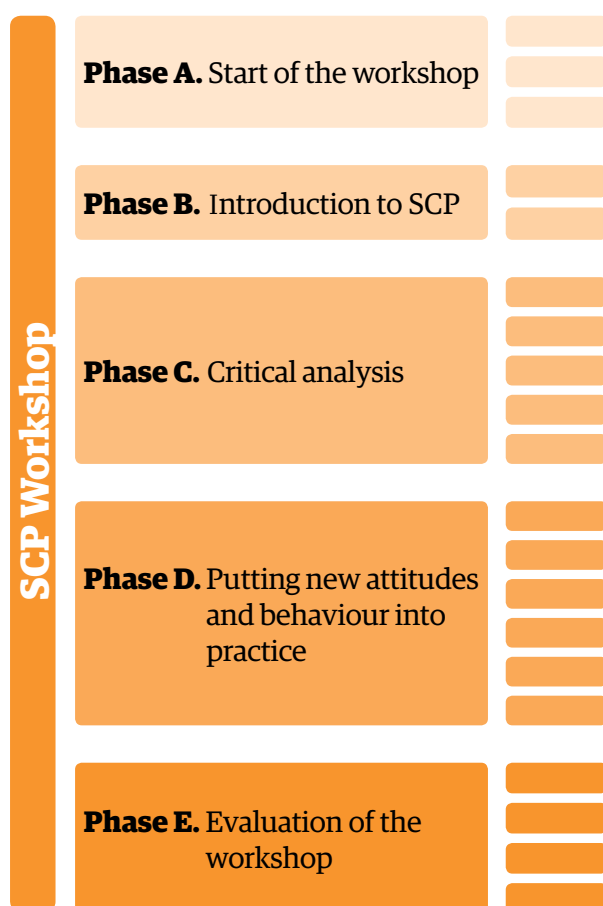 SCP Workshop
Phase A. Start of the workshop
Phase B. Introduction to SCP
Phase C. Critical analysis
Phase D. Putting new attitudes
and behaviour into
practice
Phase E. Evaluation of the
workshop